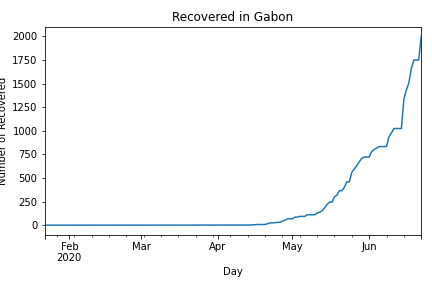 Recovered in Gabon
2000
1750
1500
1250
1000
750
500
250
0
Number of Recovered
Feb
2020
Mar
Apr
May
Jun
Day